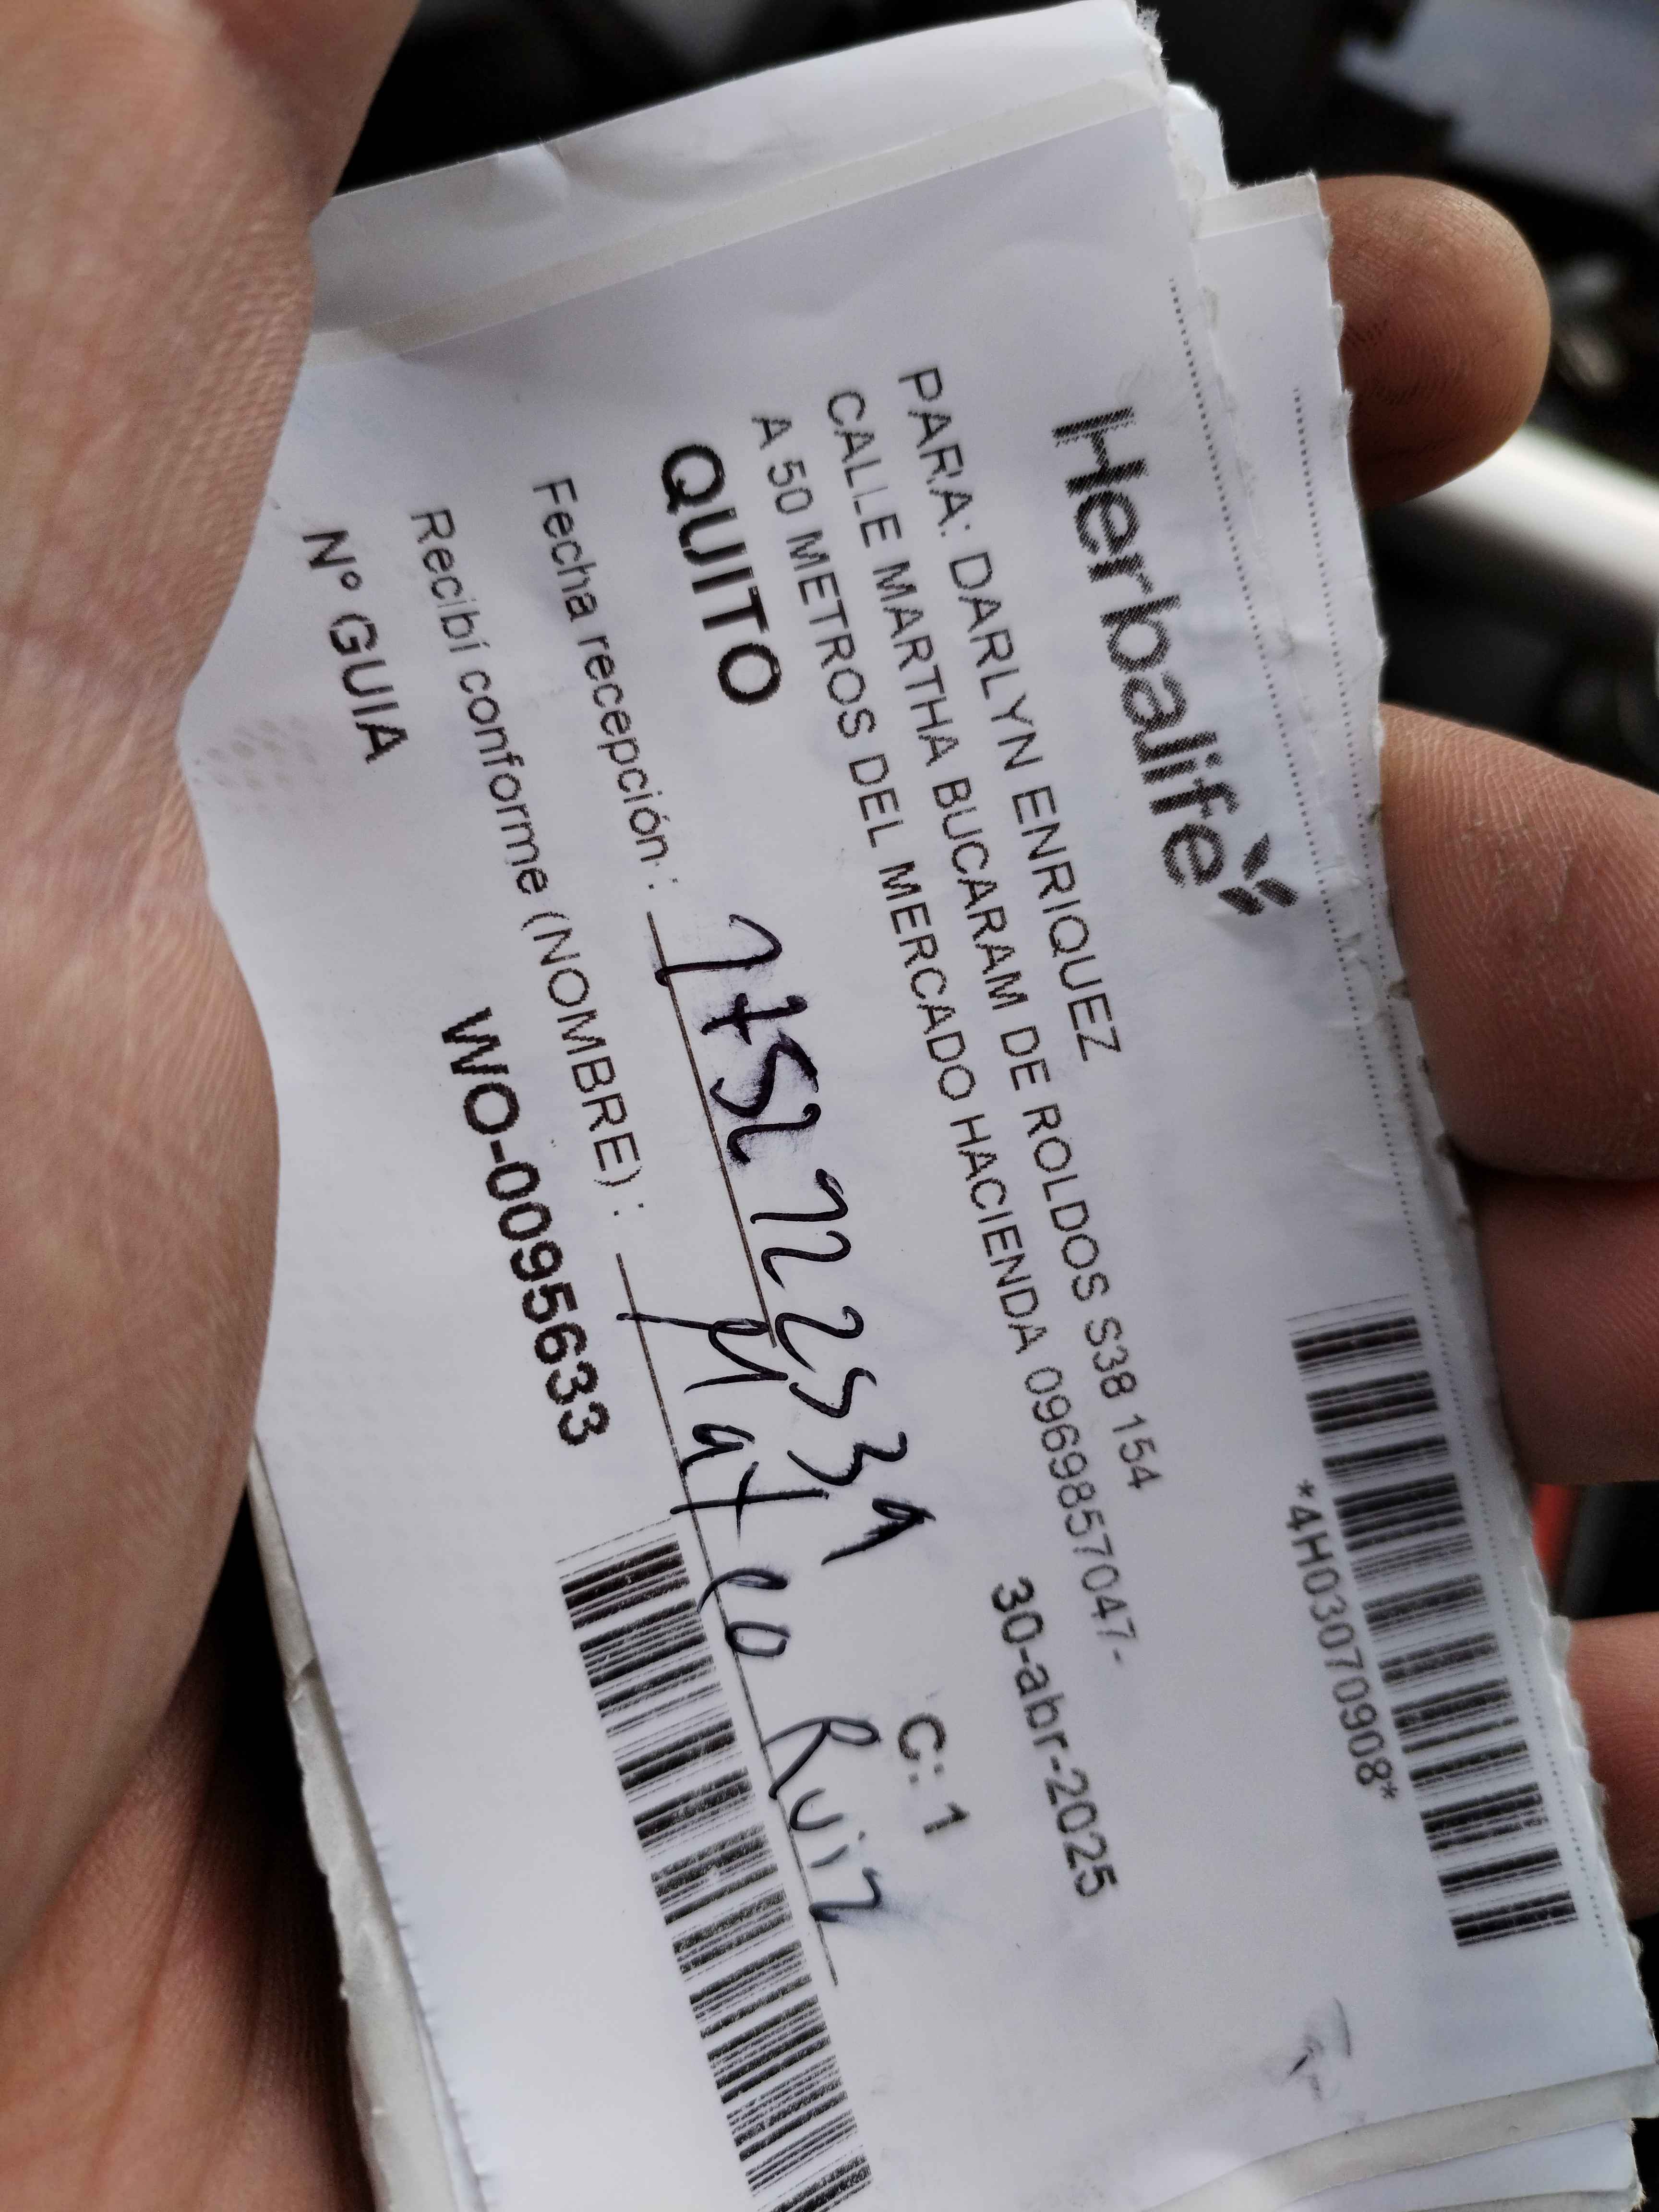 *4H03070908*
Herbalife
PARA: DARLYN ENRIQUEZ
CALLE MARTHA BUCARAM DE ROLDOS S38 154
A 50 METROS DEL MERCADO HACIENDA 0969857047-
QUITO
30-abr-2025
C: 1
Fecha recepción :
Recibí conforme (NOMBRE) : Mateo Ruiz
Nº GUIA WO-0095633